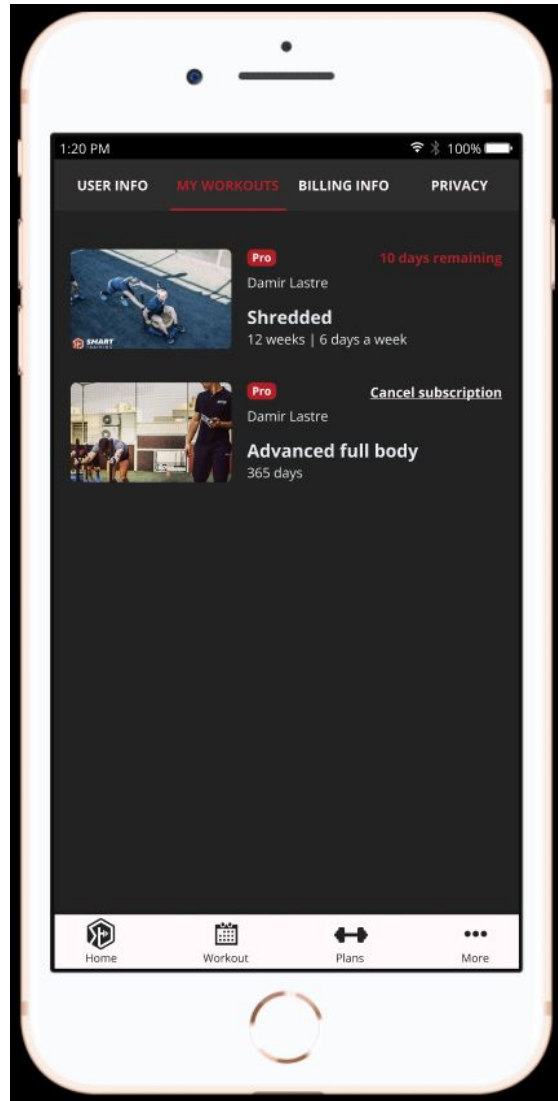 1:20 PM 100%
USER INFO MY WORKOUTS BILLING INFO PRIVACY
Pro 10 days remaining
Damir Lastre
Shredded
12 weeks | 6 days a week
SMART
TRAINING
Pro Cancel subscription
Damir Lastre
Advanced full body
365 days
Home Workout Plans More